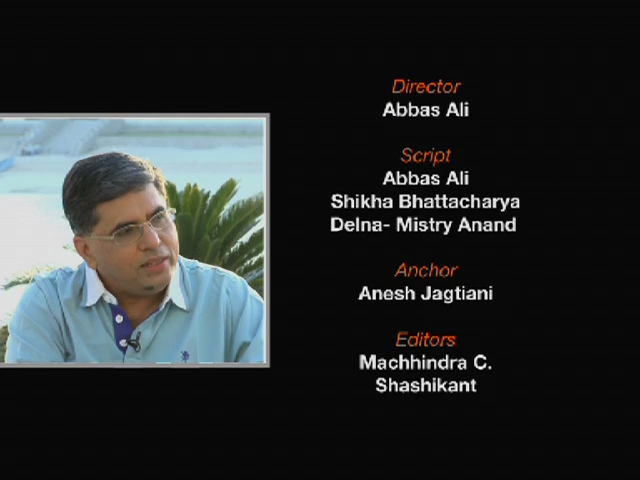 Director
Abbas Ali
Script
Abbas Ali
Shikha Bhattacharya
Delna- Mistry Anand
Anchor
Anesh Jagtiani
Editors
Machhindra C.
Shashikant